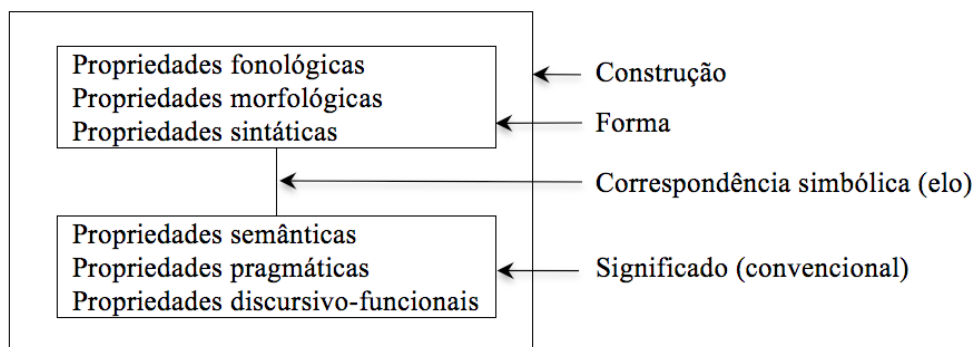 Propriedades fonológicas
Propriedades morfológicas
Propriedades sintáticas
Construção
Forma
Correspondência simbólica (elo)
Propriedades semânticas
Propriedades pragmáticas
Propriedades discursivo-funcionais
Significado (convencional)